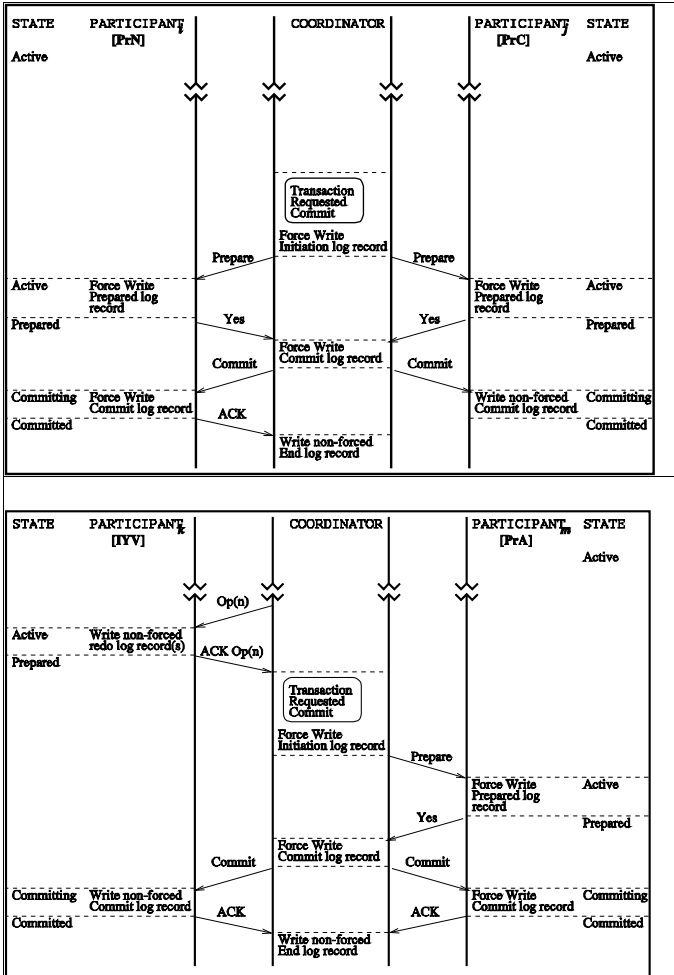 STATE PARTICIPANT i COORDINATOR PARTICIPANT j STATE
[PrN] [PrC]
Active Active
Transaction
Requested
Commit
Force Write
Initiation log record
Prepare Prepare
Active Force Write Force Write Active
Prepared log Prepared log
record record
Prepared Yes Yes Prepared
Force Write
Commit log record
Commit Commit
Committing Force Write Write non-forced Committing
Commit log record Commit log record
Committed ACK Committed
Write non-forced
End log record
STATE PARTICIPANT k COORDINATOR PARTICIPANT m STATE
[IYV] [PrA]
Active
Op(n)
Active Write non-forced
redo log record(s)
Prepared ACK Op(n)
Transaction
Requested
Commit
Force Write
Initiation log record
Prepare
Force Write Active
Prepared log
record
Yes Prepared
Force Write
Commit log record
Commit Commit
Committing Write non-forced Force Write Committing
Commit log record Commit log record
Committed ACK ACK Committed
Write non-forced
End log record